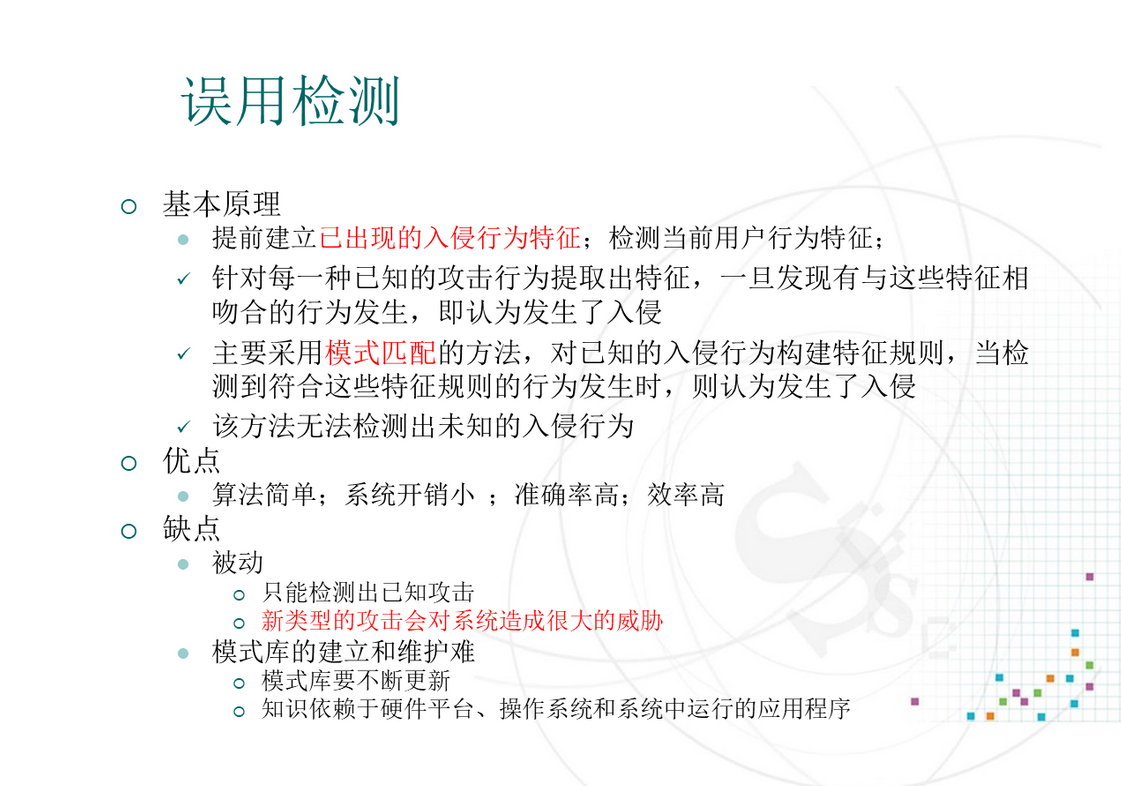 误用检测
基本原理
提前建立已出现的入侵行为特征；检测当前用户行为特征；
针对每一种已知的攻击行为提取出特征，一旦发现有与这些特征相
吻合的行为发生，即认为发生了入侵
主要采用模式匹配的方法，对已知的入侵行为构建特征规则，当检
测到符合这些特征规则的行为发生时，则认为发生了入侵
该方法无法检测出未知的入侵行为
优点
算法简单；系统开销小 ；准确率高；效率高
缺点
被动
只能检测出已知攻击
新类型的攻击会对系统造成很大的威胁
模式库的建立和维护难
模式库要不断更新
知识依赖于硬件平台、操作系统和系统中运行的应用程序